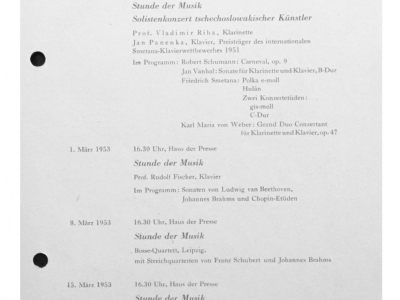 Stunde der Musik
Solistenkonzert tschechoslowakischer Künstler
Prof. Vladimir Riha, Klarinette
Jan Panenka, Klavier, Preisträger des internationales
Smetana-Klavierwettbewerbes 1951
Im Programm: Robert Schumann: Carneval, op. 9
Jan Vanhal: Sonate für Klarinette und Klavier, B-Dur
Friedrich Smetana: Polka e-moll
Hulán
Zwei Konzertetüden:
gis-moll
C-Dur
Karl Maria von Weber: Grand Duo Concertant
für Klarinette und Klavier, op. 47
1. März 1953 16.30 Uhr, Haus der Presse
Stunde der Musik
Prof. Rudolf Fischer, Klavier
Im Programm: Sonaten von Ludwig van Beethoven,
Johannes Brahms und Chopin-Etüden
8. März 1953 16.30 Uhr, Haus der Presse
Stunde der Musik
Bosse-Quartett, Leipzig,
mit Streichquartetten von Franz Schubert und Johannes Brahms
15. März 1953 16.30 Uhr, Haus der Presse
Stunde der Musik